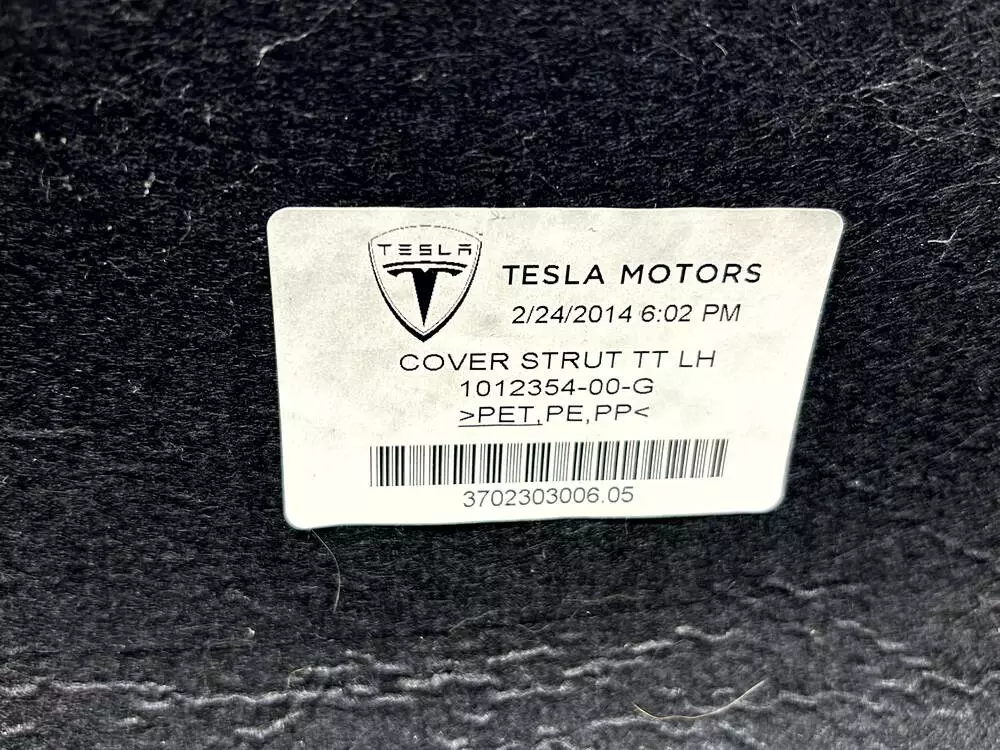 TESLA
TESLA MOTORS
2/24/2014 6:02 PM
COVER STRUT TT LH
1012354-00-G
>PET,PE,PP<
3702303006.05